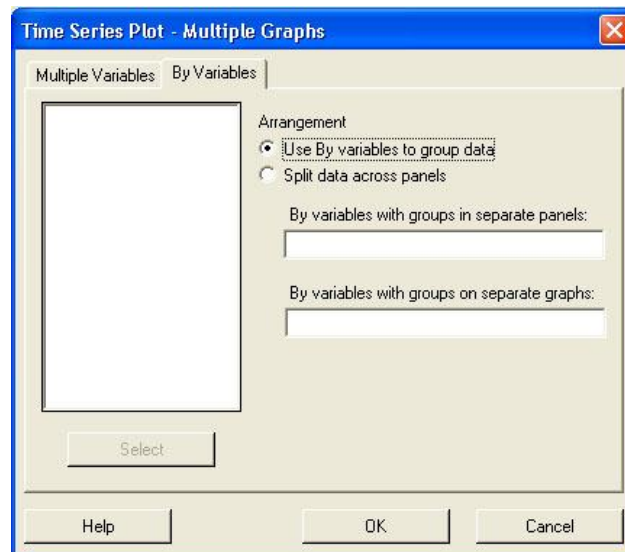 Time Series Plot - Multiple Graphs
Multiple Variables
By Variables
Arrangement
Use By variables to group data
Split data across panels
By variables with groups in separate panels:
By variables with groups on separate graphs:
Select
Help
OK
Cancel